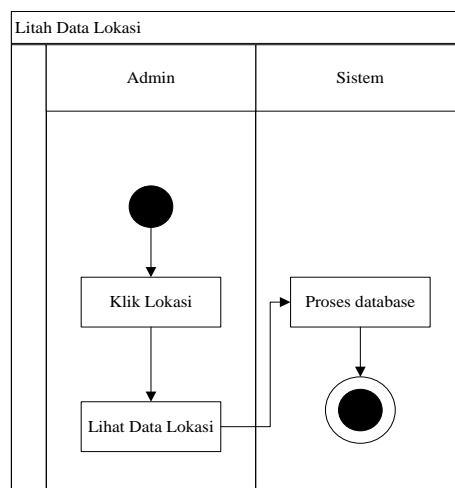 Litah Data Lokasi
Admin
Sistem
Klik Lokasi
Proses database
Lihat Data Lokasi